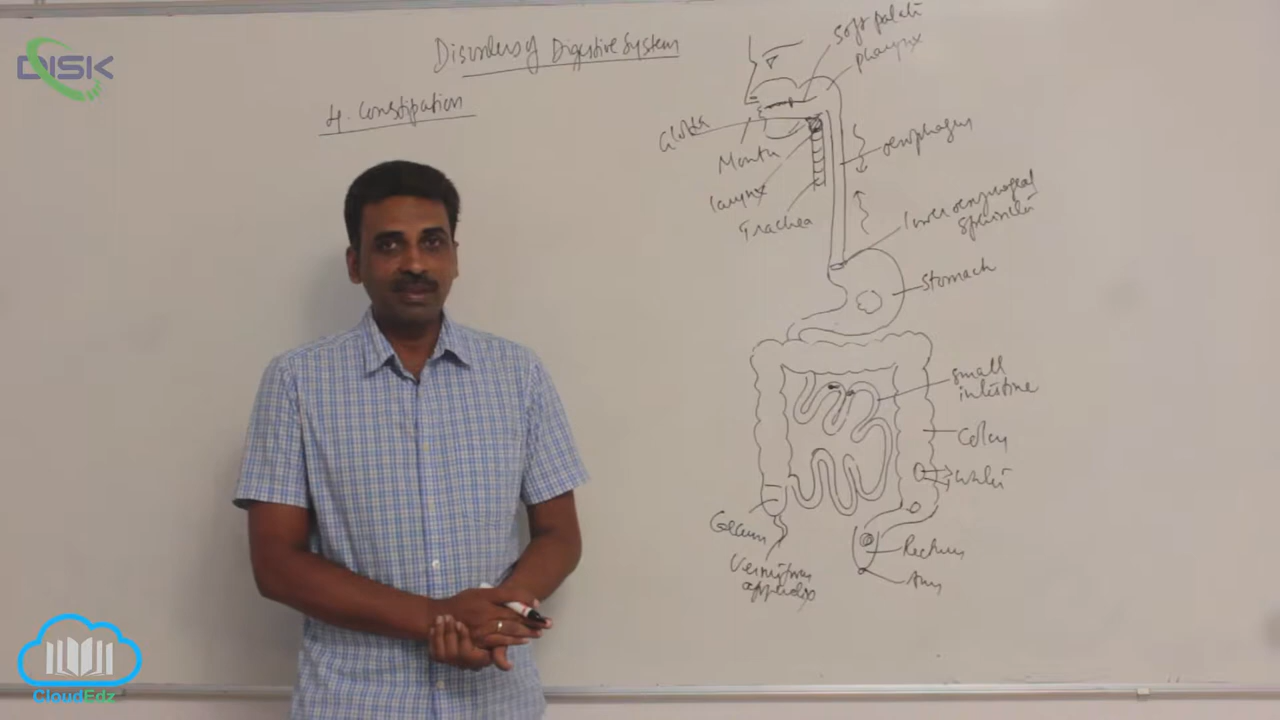 DISK
Disorders of Digestive System
4. Constipation
Soft palate
pharynx
Glottis
Mouth
oesophagus
larynx
Trachea
lower oesophageal
sphincter
Stomach
small
intestine
Colon
water
Cecum
Vermiform
appendix
Rectum
Anus
CloudEdz